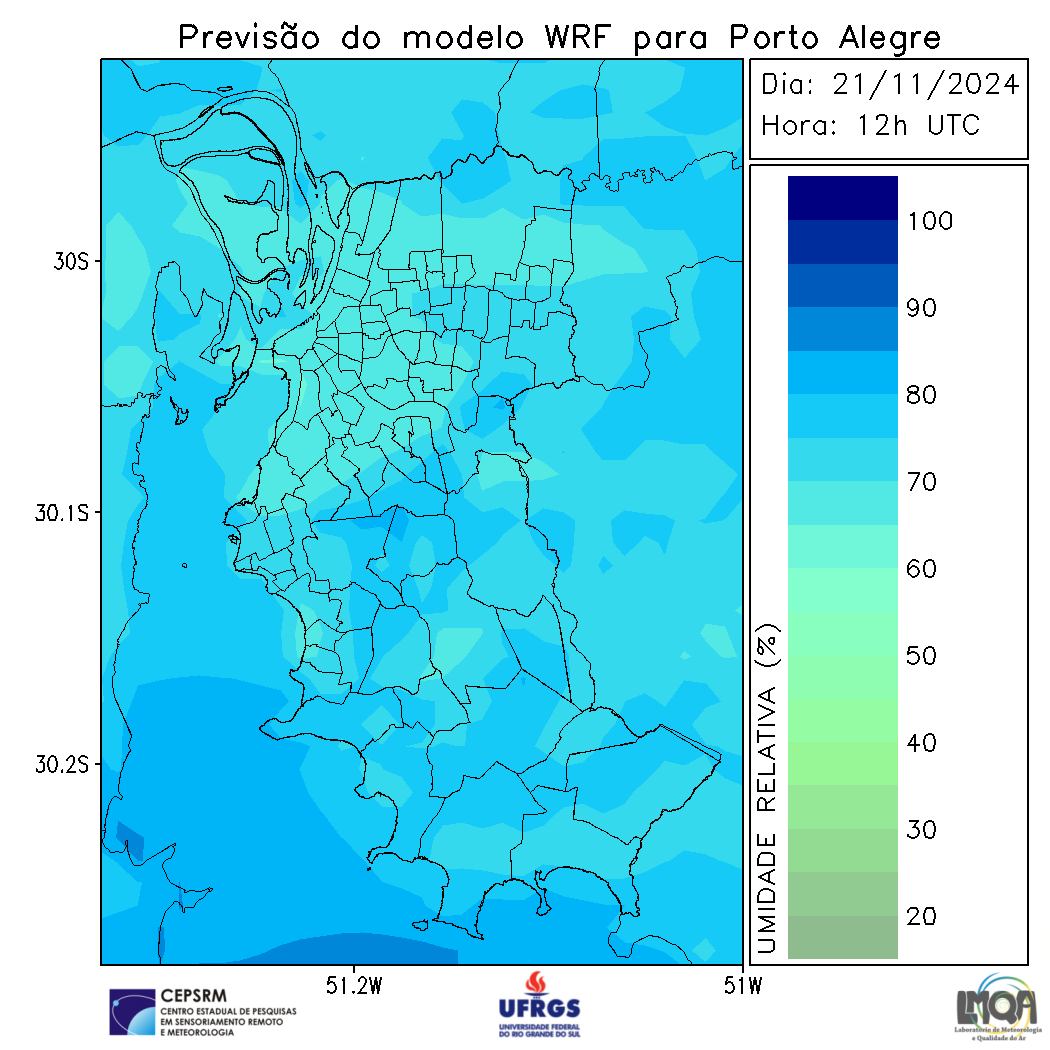 Previsão do modelo WRF para Porto Alegre
Dia: 21/11/2024
Hora: 12h UTC
30S
30.1S
30.2S
51.2W
51W
100
90
80
70
60
50
40
30
20
UMIDADE RELATIVA (%)
CEPSRM
CENTRO ESTADUAL DE PESQUISAS
EM SENSORIAMENTO REMOTO
E METEOROLOGIA
UFRGS
UNIVERSIDADE FEDERAL
DO RIO GRANDE DO SUL
LMQA
Laboratório de Meteorologia
e Qualidade do Ar